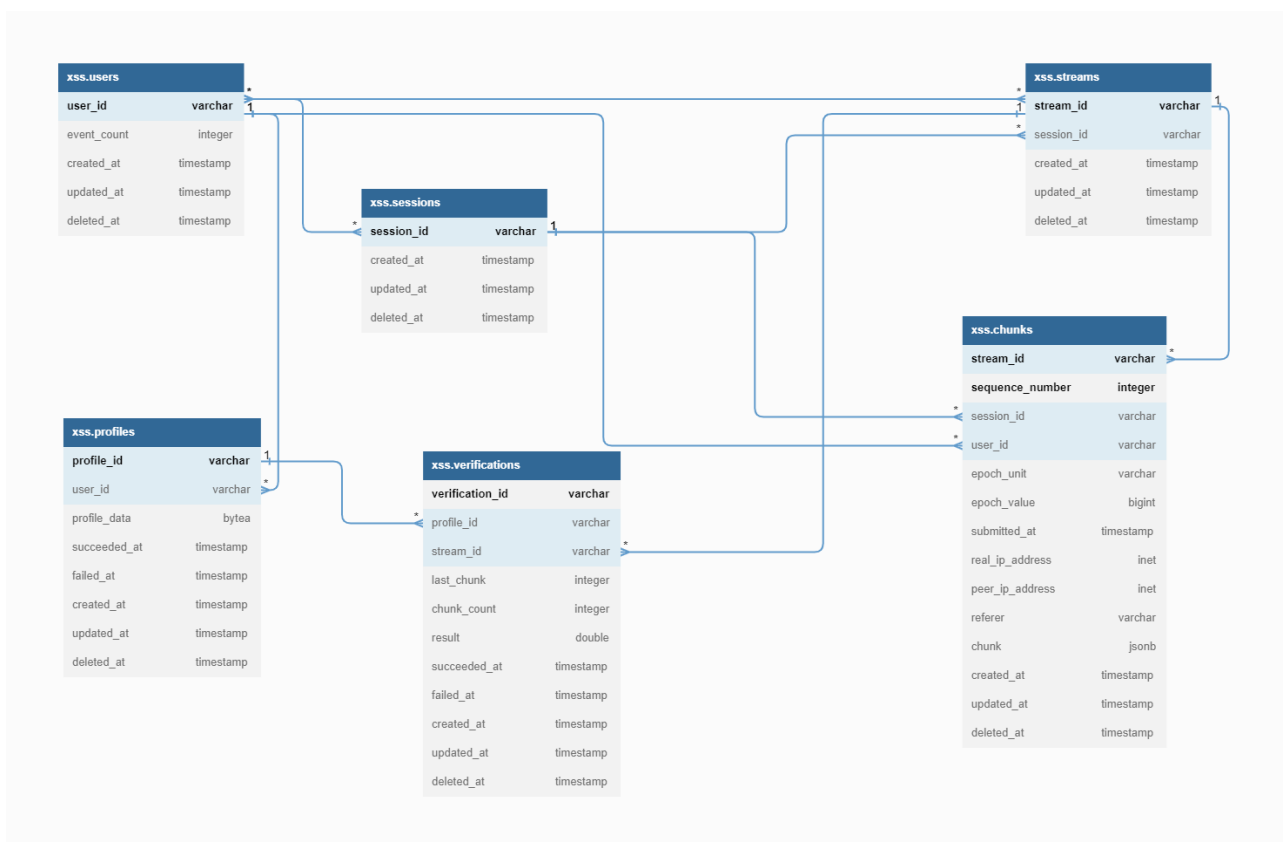 xss.users
user_id varchar
event_count integer
created_at timestamp
updated_at timestamp
deleted_at timestamp
* 1
xss.streams
stream_id varchar
session_id varchar
created_at timestamp
updated_at timestamp
deleted_at timestamp
* 1 * 1
xss.sessions
session_id varchar
created_at timestamp
updated_at timestamp
deleted_at timestamp
* 1
xss.chunks
stream_id varchar
sequence_number integer
session_id varchar
user_id varchar
epoch_unit varchar
epoch_value bigint
submitted_at timestamp
real_ip_address inet
peer_ip_address inet
referer varchar
chunk jsonb
created_at timestamp
updated_at timestamp
deleted_at timestamp
* * *
xss.profiles
profile_id varchar
user_id varchar
profile_data bytea
succeeded_at timestamp
failed_at timestamp
created_at timestamp
updated_at timestamp
deleted_at timestamp
1 *
xss.verifications
verification_id varchar
profile_id varchar
stream_id varchar
last_chunk integer
chunk_count integer
result double
succeeded_at timestamp
failed_at timestamp
created_at timestamp
updated_at timestamp
deleted_at timestamp
* *